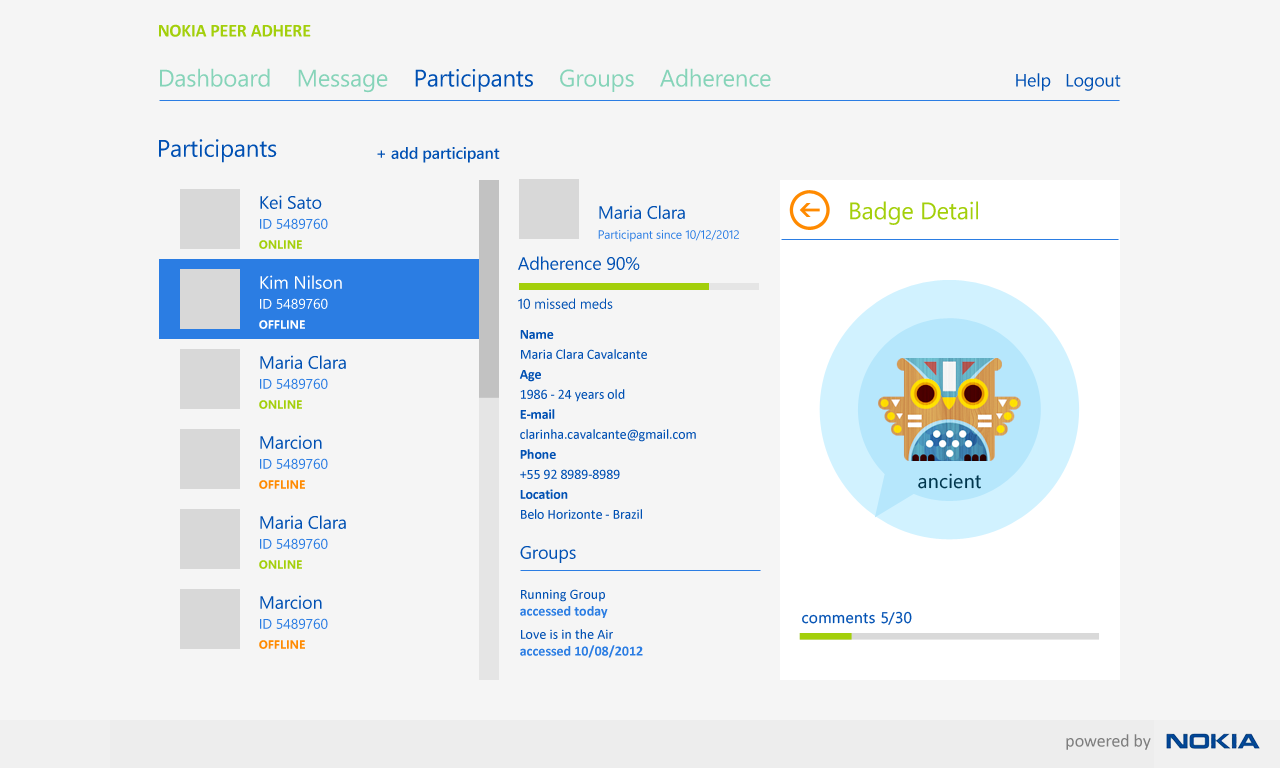 NOKIA PEER ADHERE
Dashboard Message Participants Groups Adherence Help Logout
Participants + add participant
Kei Sato
ID 5489760
ONLINE
Kim Nilson
ID 5489760
OFFLINE
Maria Clara
ID 5489760
ONLINE
Marcion
ID 5489760
OFFLINE
Maria Clara
ID 5489760
ONLINE
Marcion
ID 5489760
OFFLINE
Maria Clara
Participant since 10/12/2012
Adherence 90%
10 missed meds
Name
Maria Clara Cavalcante
Age
1986 - 24 years old
E-mail
clarinha.cavalcante@gmail.com
Phone
+55 92 8989-8989
Location
Belo Horizonte - Brazil
Groups
Running Group
accessed today
Love is in the Air
accessed 10/08/2012
Badge Detail
ancient
comments 5/30
powered by NOKIA